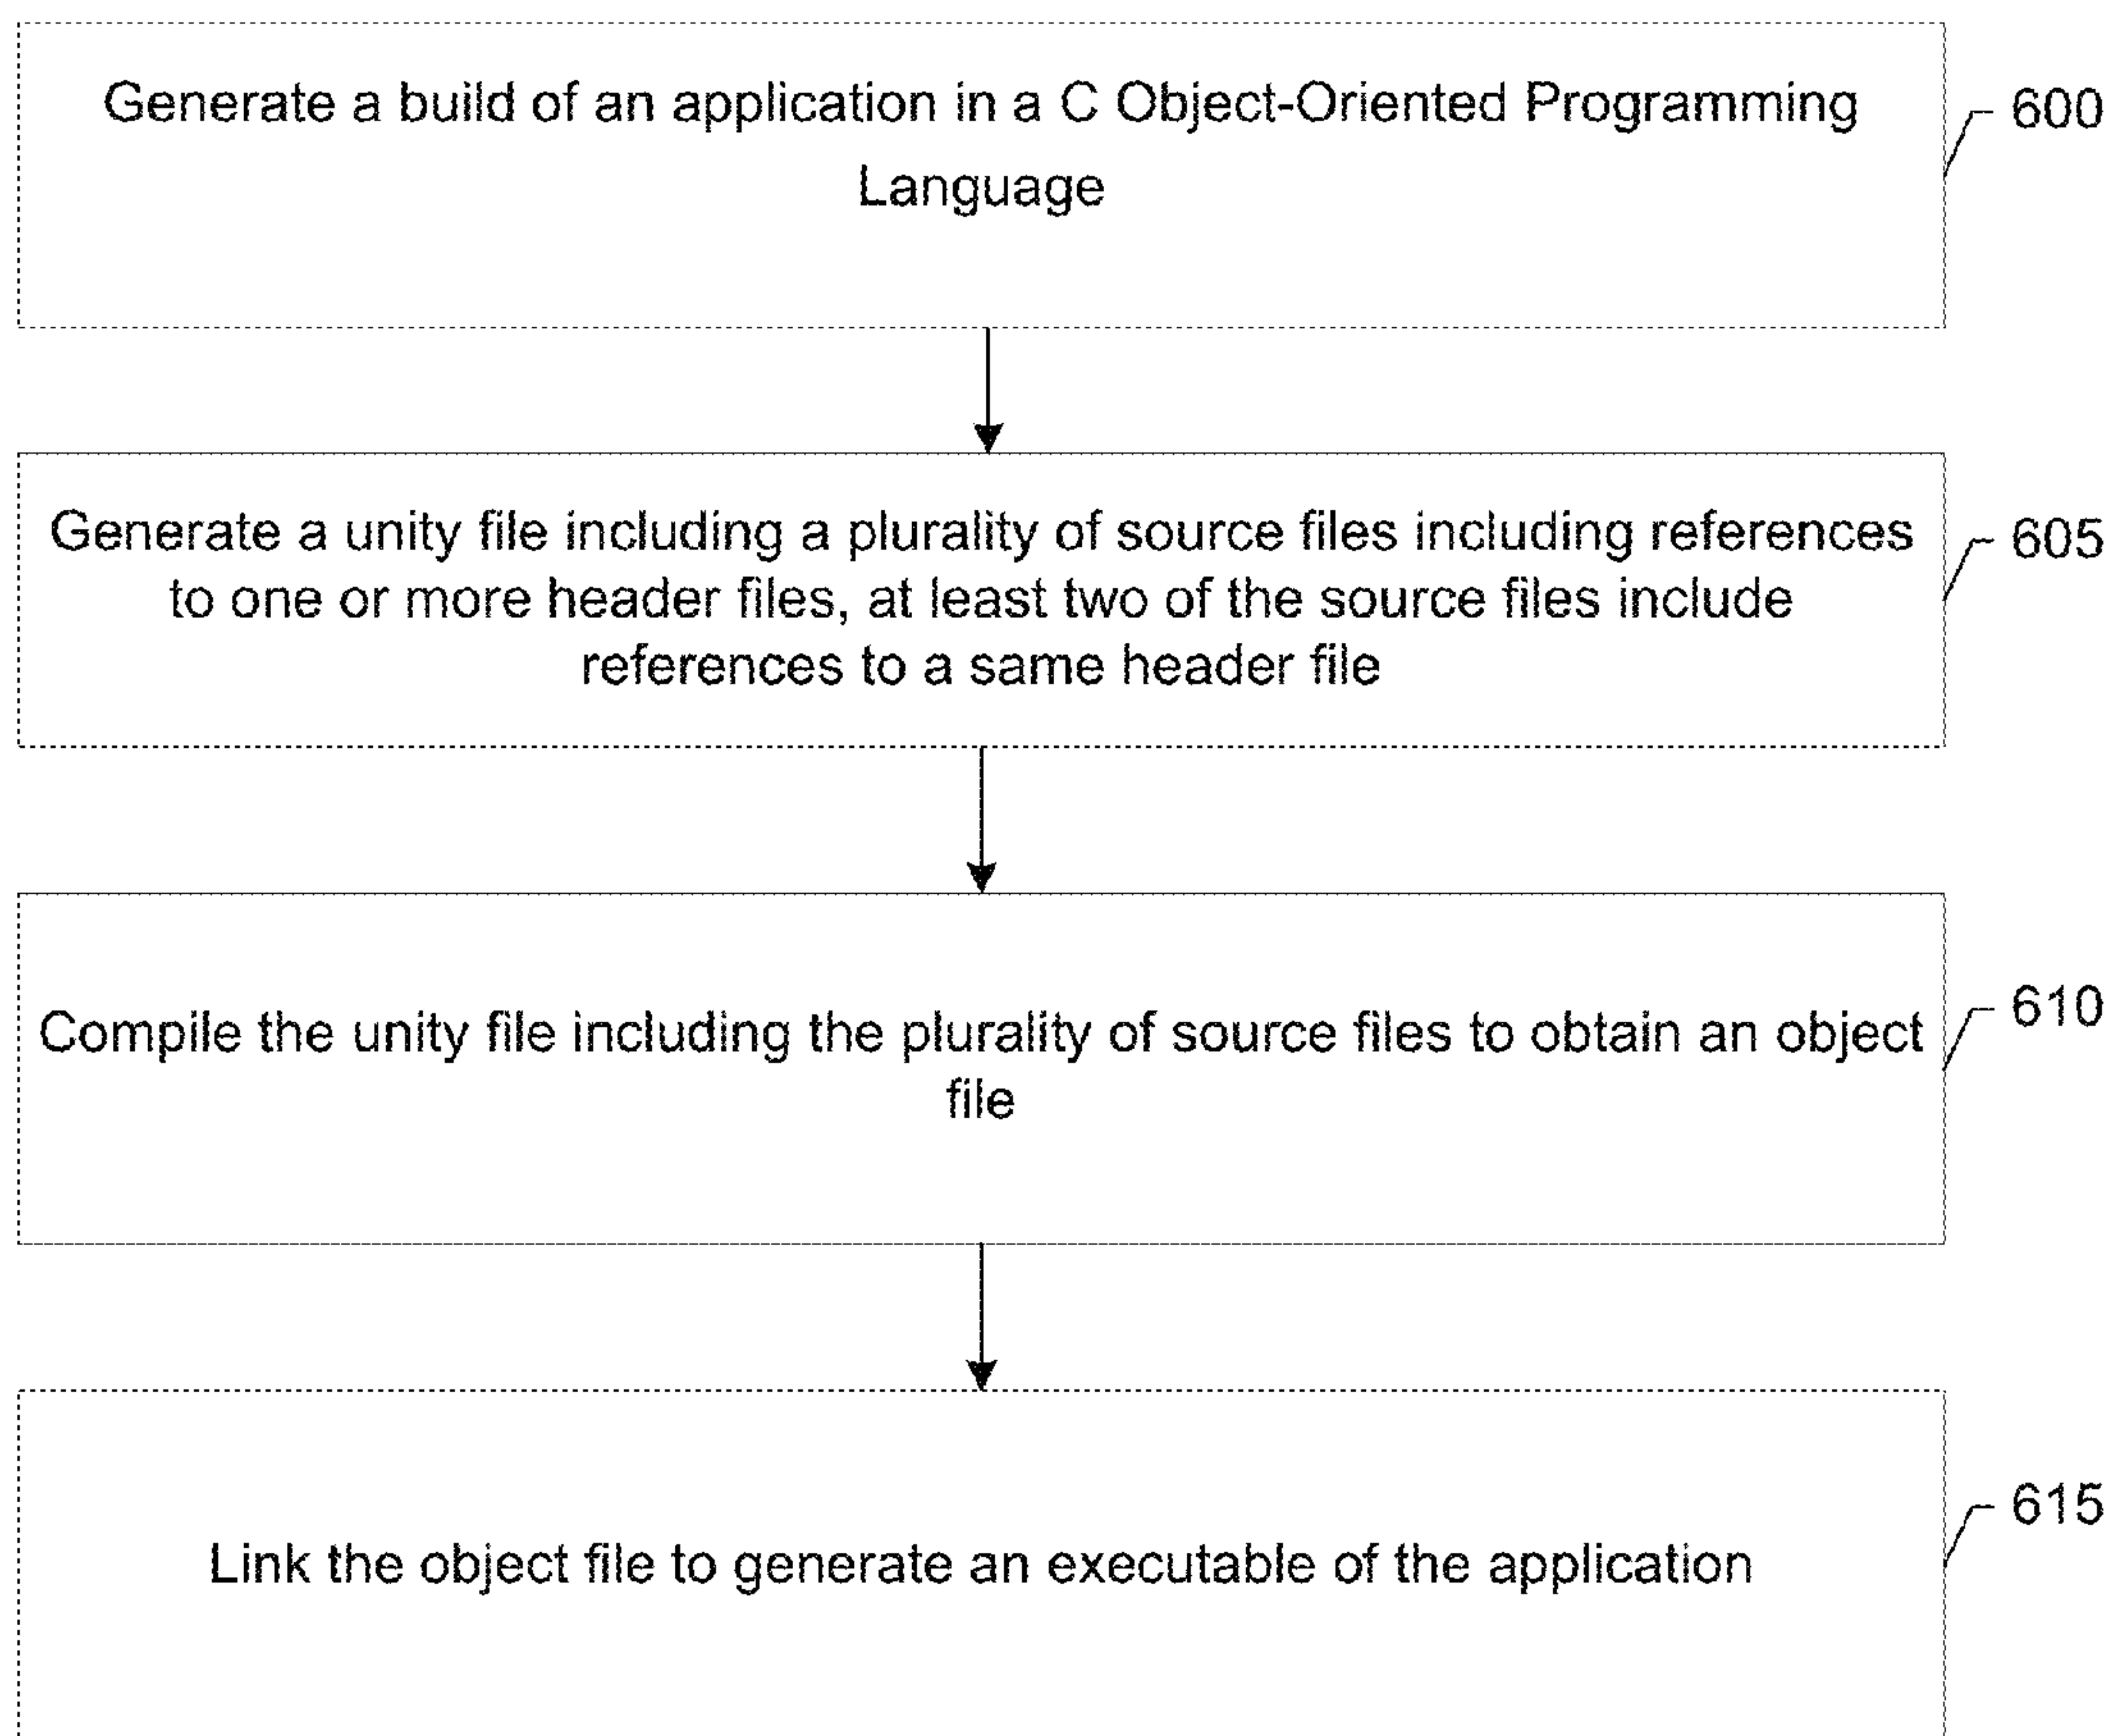 Generate a build of an application in a C Object-Oriented Programming
Language
600
Generate a unity file including a plurality of source files including references
to one or more header files, at least two of the source files include
references to a same header file
605
Compile the unity file including the plurality of source files to obtain an object
file
610
Link the object file to generate an executable of the application
615